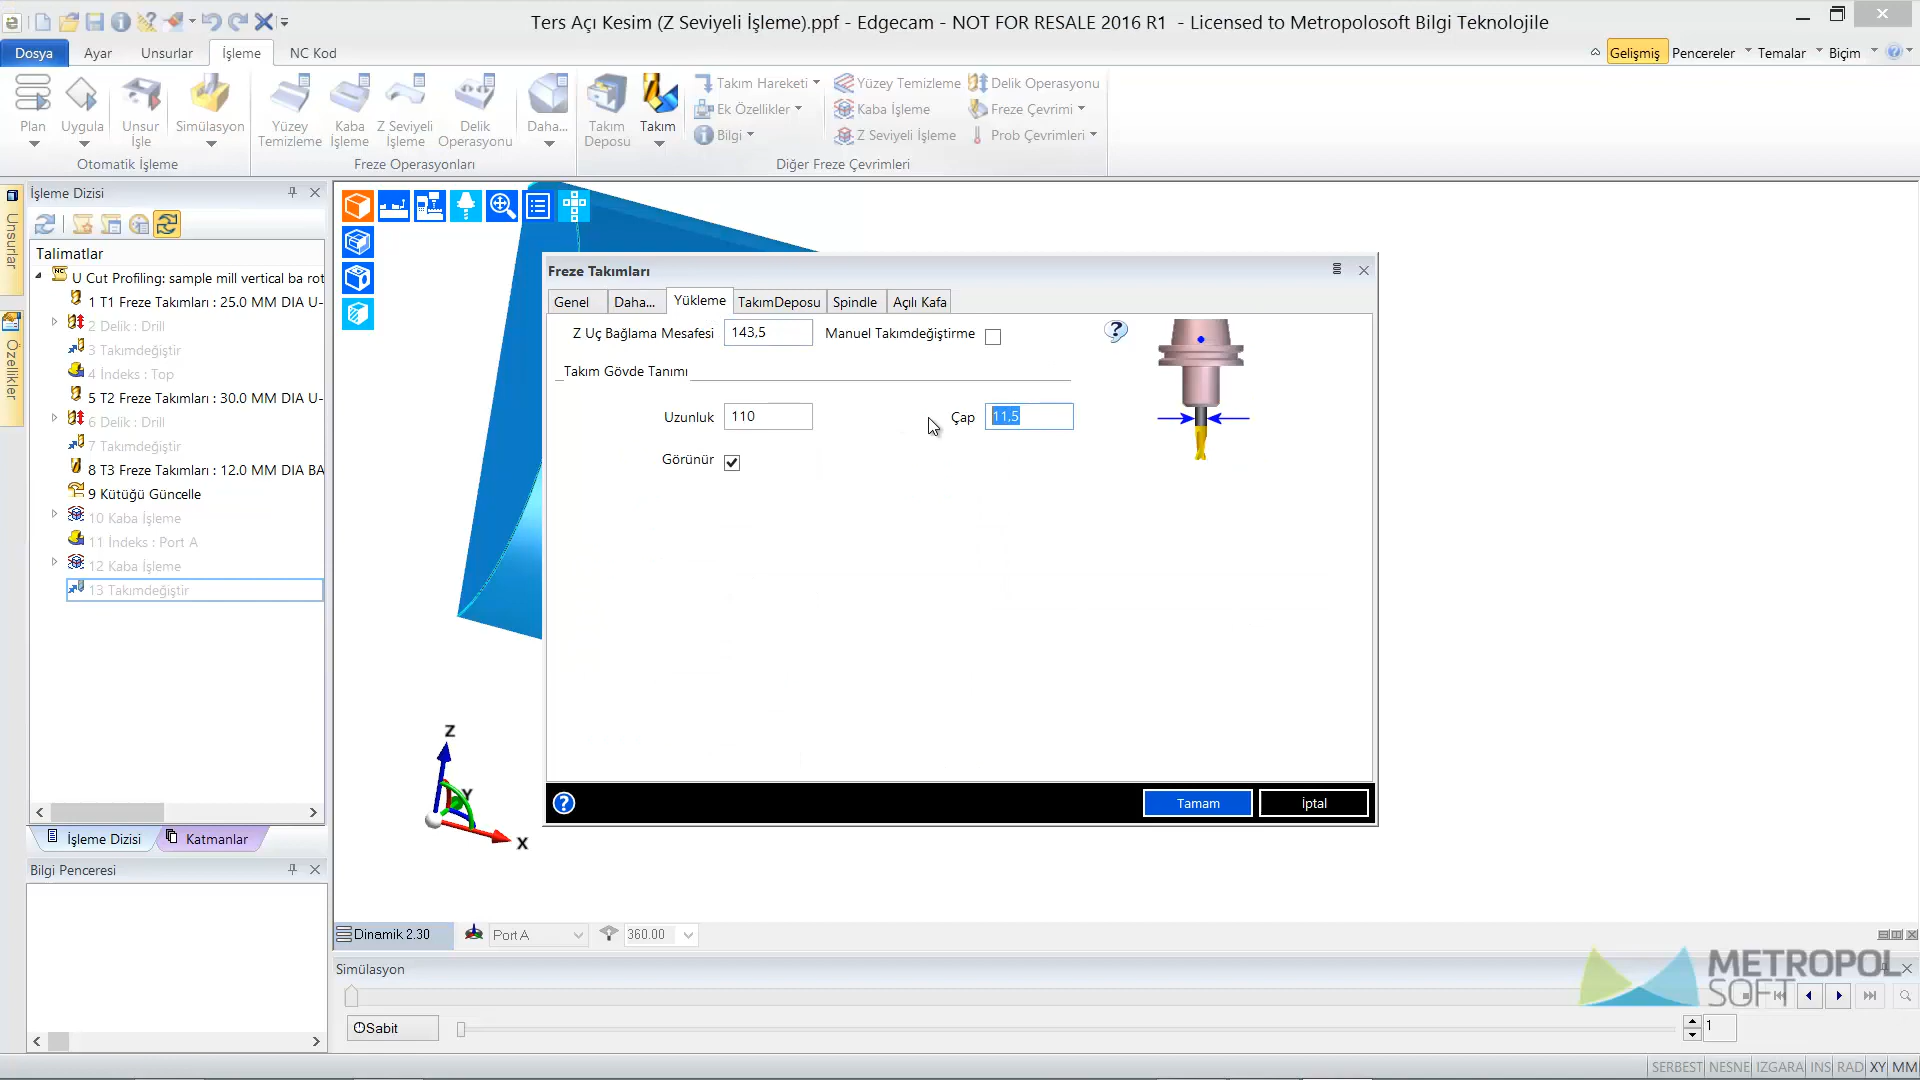 Ters Açı Kesim (Z Seviyeli İşleme).ppf - Edgecam - NOT FOR RESALE 2016 R1  - Licensed to Metropolosoft Bilgi Teknolojile
Dosya Ayar Unsurlar İşleme NC Kod Gelişmiş Pencereler Temalar Biçim
Plan
Uygula
Unsur İşle
Simülasyon
Otomatik İşleme
Yüzey Temizleme
Kaba İşleme
Z Seviyeli İşleme
Delik Operasyonu
Daha...
Freze Operasyonları
Takım Deposu
Takım
Takım Hareketi
Ek Özellikler
Bilgi
Yüzey Temizleme
Kaba İşleme
Z Seviyeli İşleme
Delik Operasyonu
Freze Çevrimi
Prob Çevrimleri
Diğer Freze Çevrimleri
Unsurlar
Özellikler
İşleme Dizisi
Talimatlar
U Cut Profiling: sample mill vertical ba rot
1 T1 Freze Takımları : 25.0 MM DIA U-
2 Delik : Drill
3 Takımdeğiştir
4 İndeks : Top
5 T2 Freze Takımları : 30.0 MM DIA U-
6 Delik : Drill
7 Takımdeğiştir
8 T3 Freze Takımları : 12.0 MM DIA BA
9 Kütüğü Güncelle
10 Kaba İşleme
11 İndeks : Port A
12 Kaba İşleme
13 Takımdeğiştir
İşleme Dizisi Katmanlar
Bilgi Penceresi
Freze Takımları
Genel Daha... Yükleme TakımDeposu Spindle Açılı Kafa
Z Uç Bağlama Mesafesi 143,5 Manuel Takımdeğiştirme
Takım Gövde Tanımı
Uzunluk 110 Çap 11,5
Görünür
Tamam İptal
Z
Y
X
Dinamik 2.30 Port A 360.00
Simülasyon
Sabit
1
METROPOL
SOFT
SERBEST NESNE IZGARA INS RAD XY MM